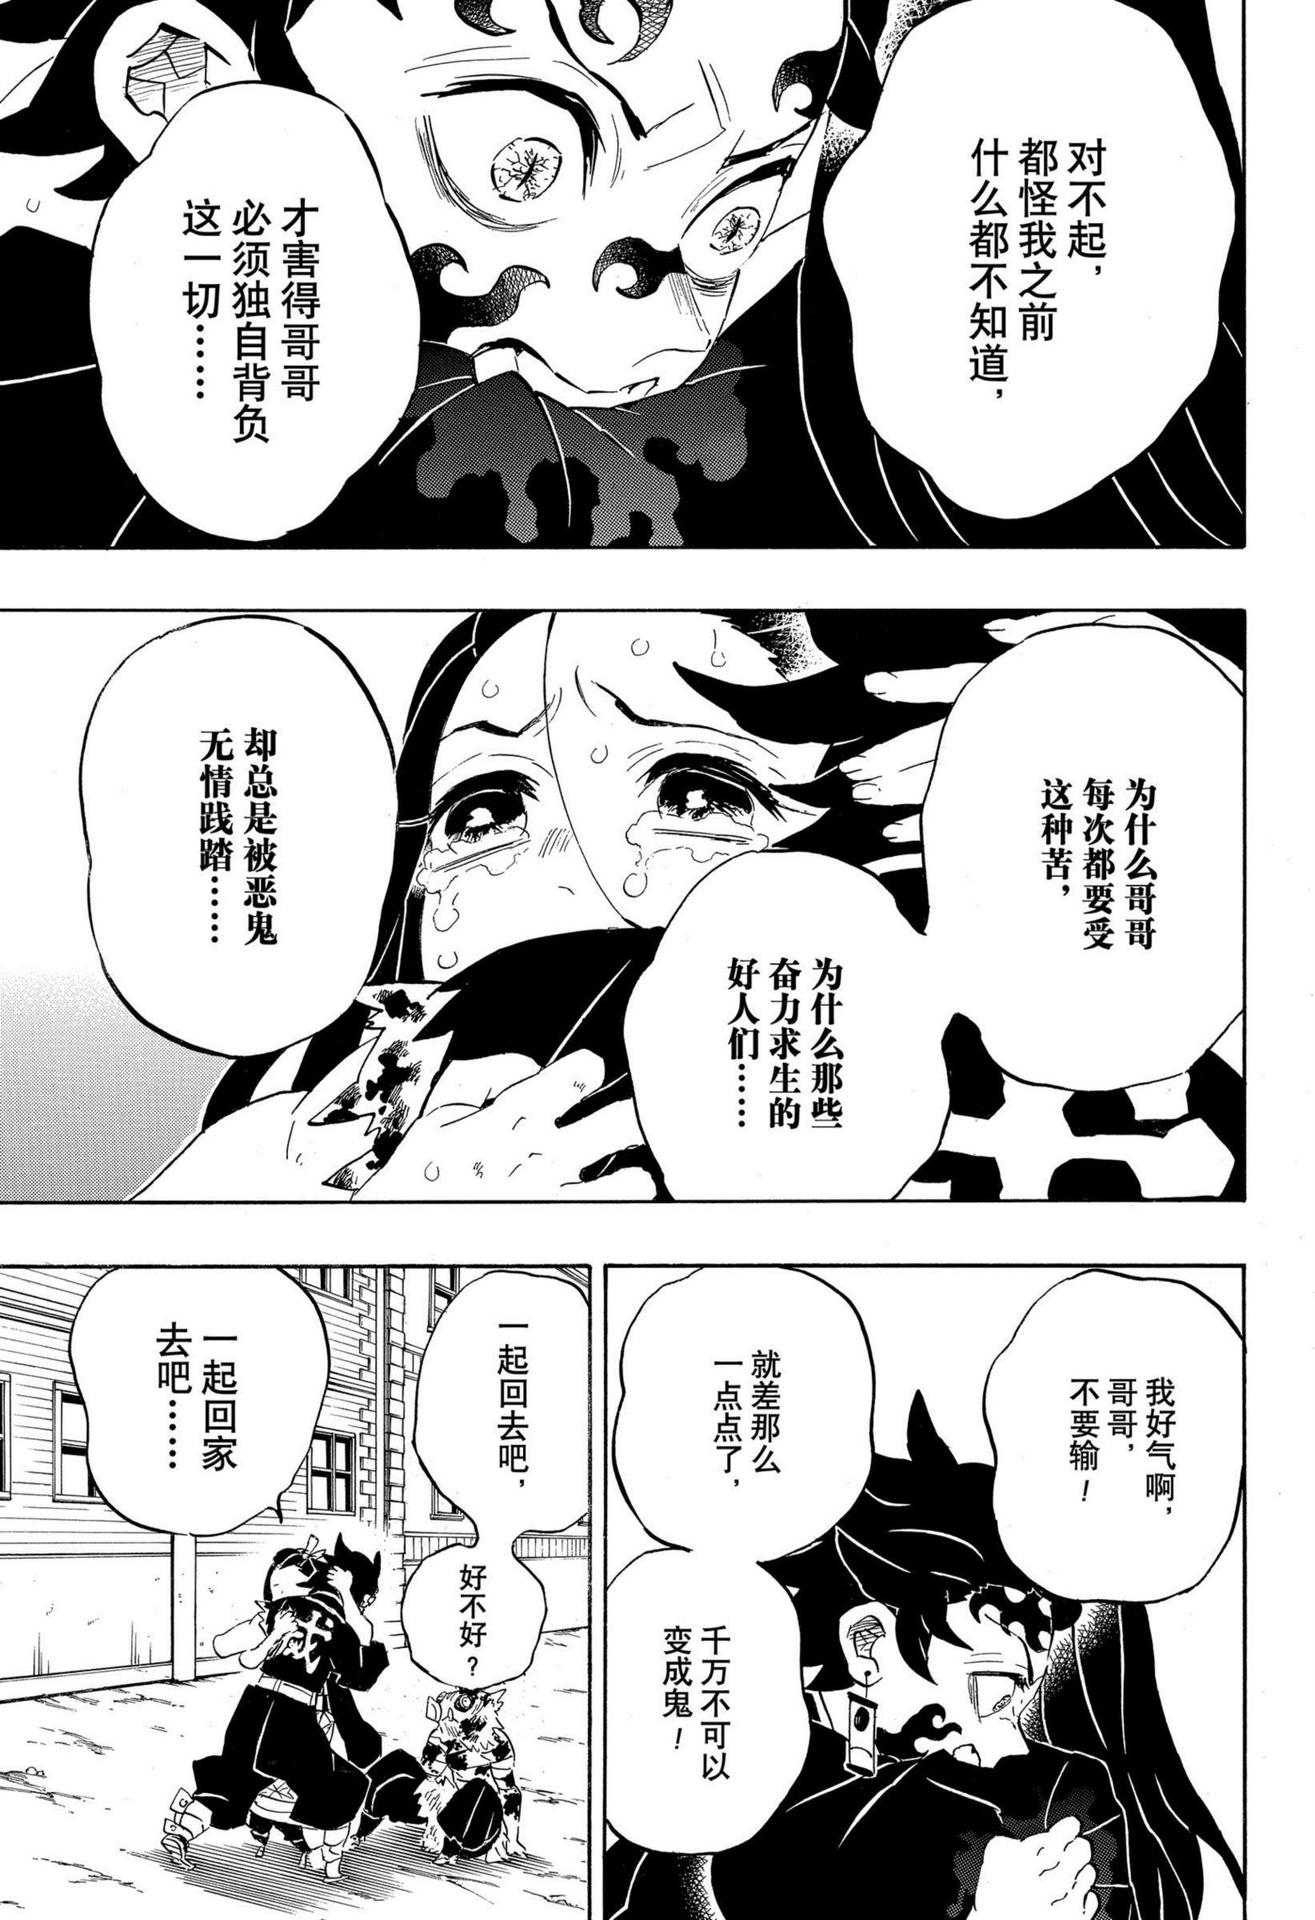 对不起，
都怪我之前
什么都不知道，
才害得哥哥
必须独自背负
这一切……
为什么哥哥
每次都要受
这种苦，
为什么那些
奋力求生的
好人们……
却总是被恶鬼
无情践踏……
我好气啊，
哥哥，
不要输！
就差那么
一点点了，
千万不可以
变成鬼！
一起回去吧，
好不好？
一起回家
去吧……